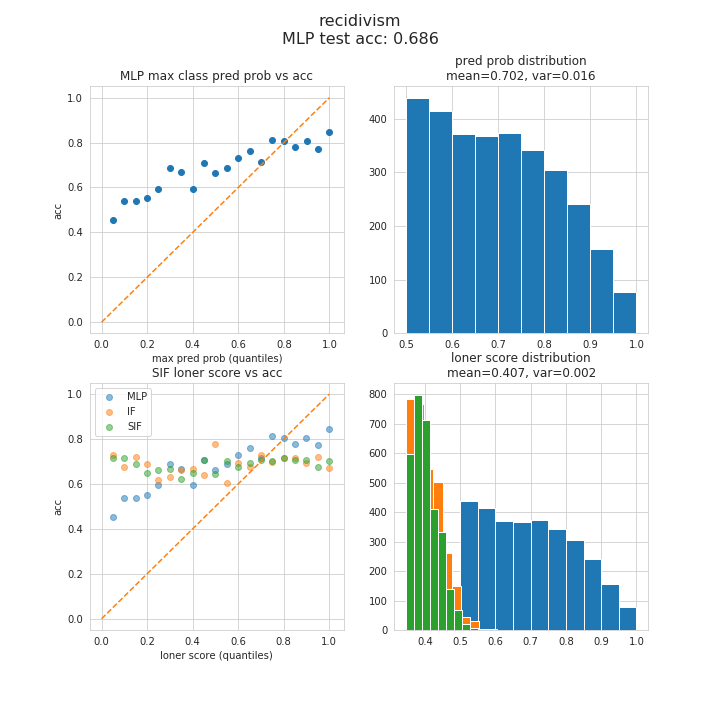 recidivism
MLP test acc: 0.686
MLP max class pred prob vs acc
1.0
0.8
0.6
0.4
0.2
0.0
acc
0.0 0.2 0.4 0.6 0.8 1.0
max pred prob (quantiles)
pred prob distribution
mean=0.702, var=0.016
400
300
200
100
0
0.5 0.6 0.7 0.8 0.9 1.0
SIF loner score vs acc
MLP
IF
SIF
1.0
0.8
0.6
0.4
0.2
0.0
acc
0.0 0.2 0.4 0.6 0.8 1.0
loner score (quantiles)
loner score distribution
mean=0.407, var=0.002
800
700
600
500
400
300
200
100
0
0.4 0.5 0.6 0.7 0.8 0.9 1.0